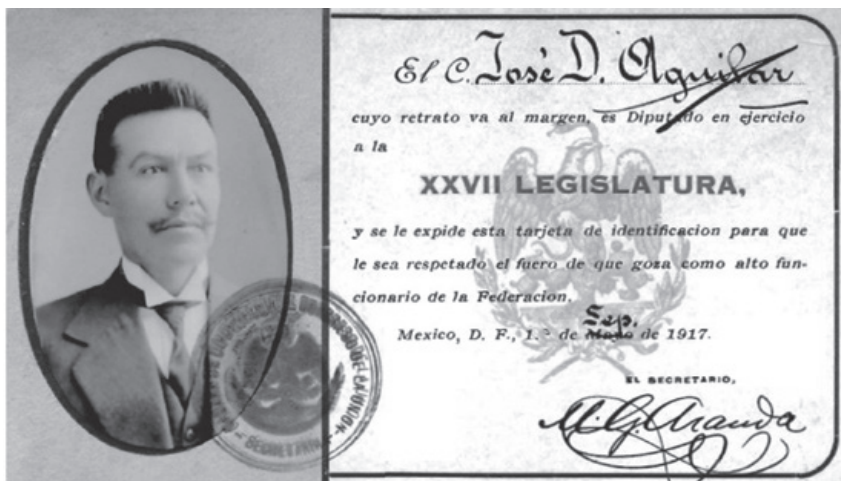 El C. José D. Aguilar
cuyo retrato va al margen, es Diputado en ejercicio
a la
XXVII LEGISLATURA,
y se le expide esta tarjeta de identificacion para que
le sea respetado el fuero de que goza como alto fun-
cionario de la Federacion.
Sep.
Mexico, D. F., 1.º de Mayo de 1917.
EL SECRETARIO,
M. G. Aranda
SECRETARIA